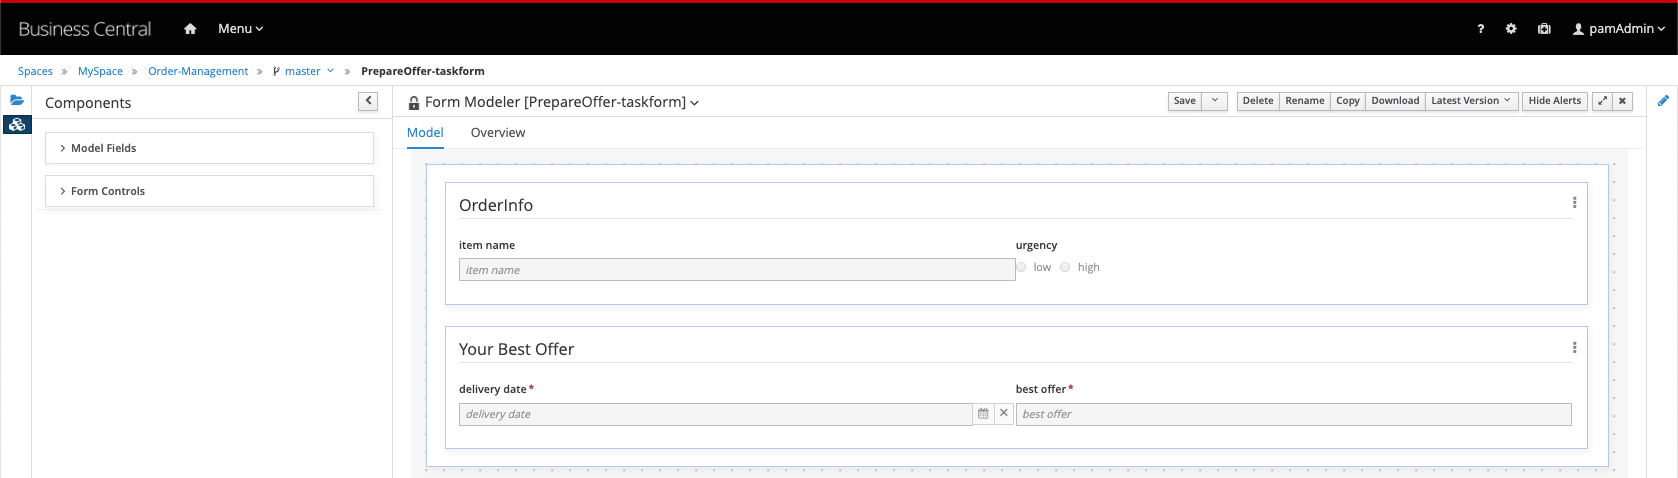 Business Central Menu ? pamAdmin
Spaces » MySpace » Order-Management » master » PrepareOffer-taskform
Components Form Modeler [PrepareOffer-taskform] Save Delete Rename Copy Download Latest Version Hide Alerts
Model Overview
Model Fields
Form Controls
OrderInfo
item name urgency
item name low high
Your Best Offer
delivery date* best offer*
delivery date best offer